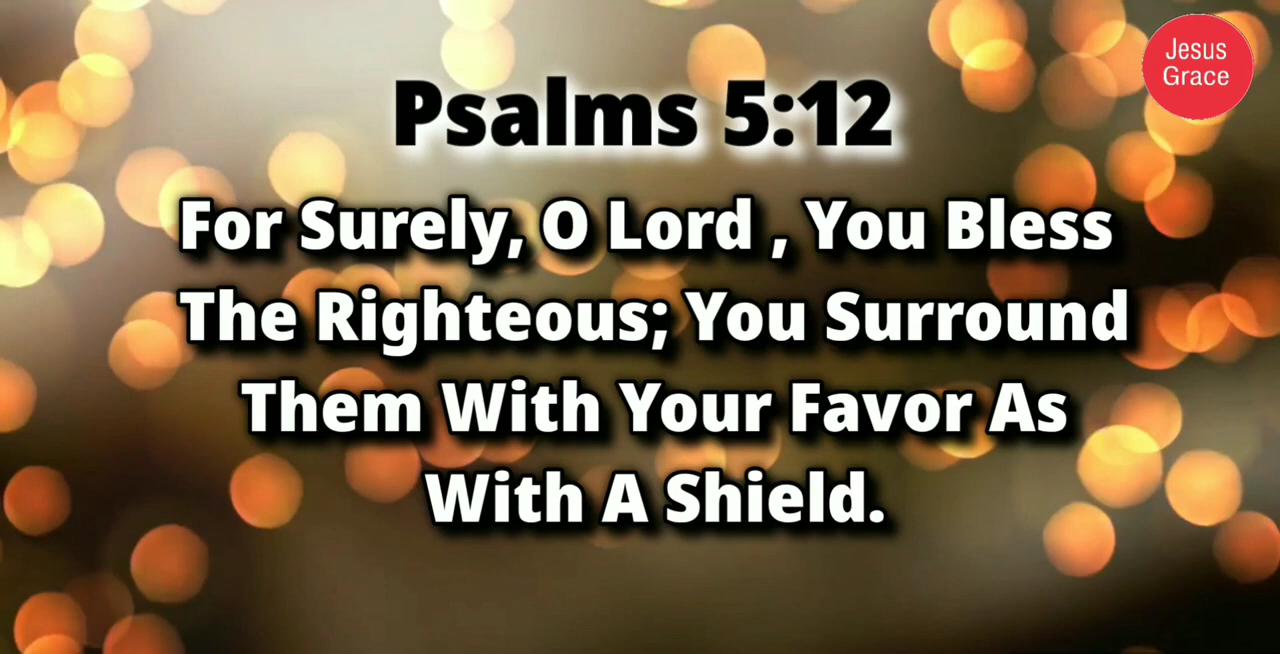 Jesus
Grace
Psalms 5:12
For Surely, O Lord , You Bless
The Righteous; You Surround
Them With Your Favor As
With A Shield.